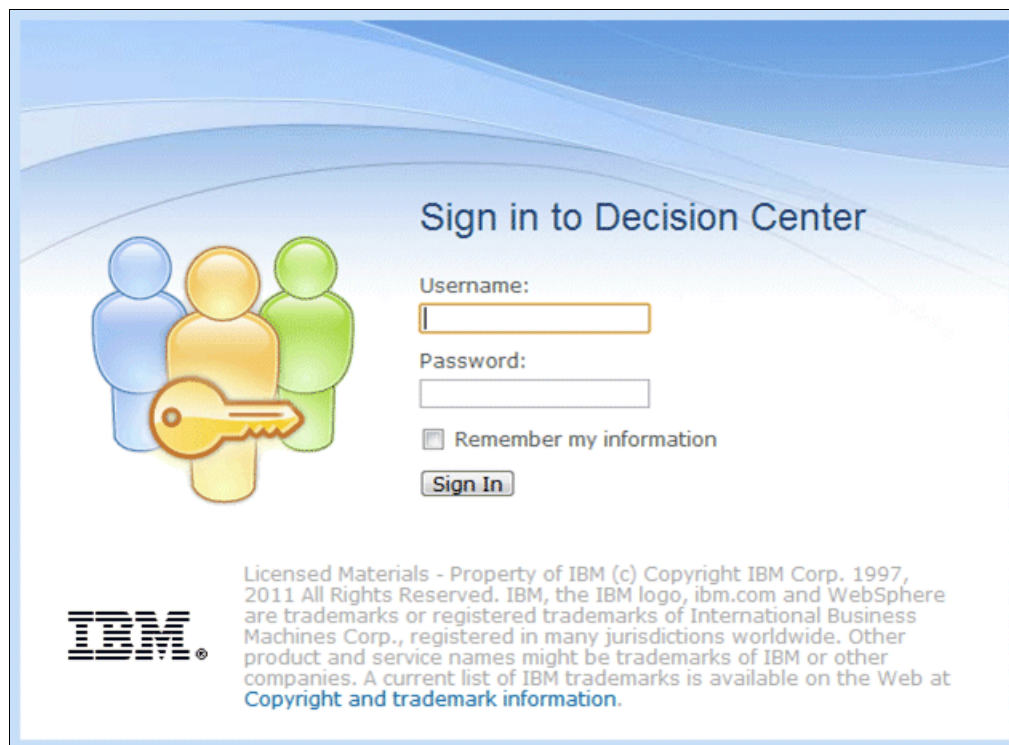 Sign in to Decision Center
Username:
Password:
Remember my information
Sign In
Licensed Materials - Property of IBM (c) Copyright IBM Corp. 1997,
2011 All Rights Reserved. IBM, the IBM logo, ibm.com and WebSphere
are trademarks or registered trademarks of International Business
Machines Corp., registered in many jurisdictions worldwide. Other
product and service names might be trademarks of IBM or other
companies. A current list of IBM trademarks is available on the Web at
Copyright and trademark information.
IBM®